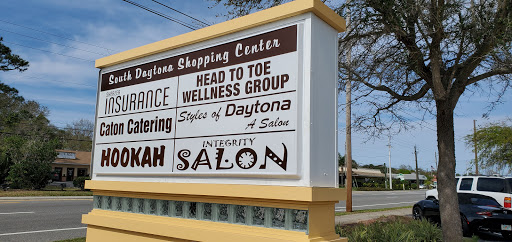 South Daytona Shopping Center
INSURANCE
HEAD TO TOE
WELLNESS GROUP
Calon Catering
Styles of Daytona
A Salon
HOOKAH
INTEGRITY
SALON